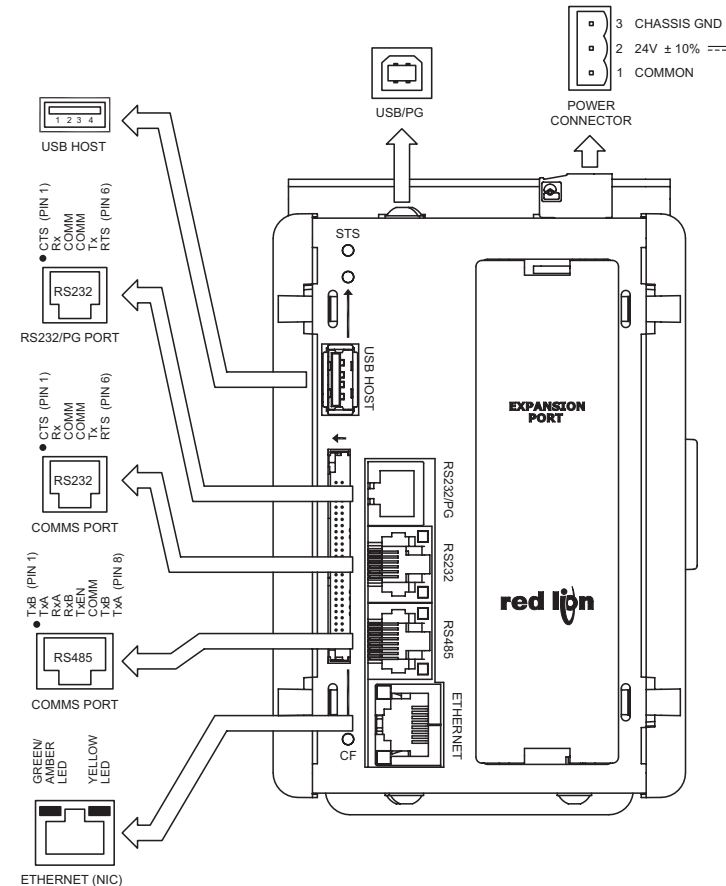 3 CHASSIS GND
2 24V ± 10%
1 COMMON
POWER
CONNECTOR
USB/PG
1 2 3 4
USB HOST
CTS (PIN 1)
Rx
COMM
COMM
Tx
RTS (PIN 6)
RS232
RS232/PG PORT
CTS (PIN 1)
Rx
COMM
COMM
Tx
RTS (PIN 6)
RS232
COMMS PORT
TxB (PIN 1)
TxA
RxA
RxB
TxEN
COMM
TxB
TxA (PIN 8)
RS485
COMMS PORT
GREEN/
AMBER
LED
YELLOW
LED
ETHERNET (NIC)
STS
USB HOST
RS232/PG
RS232
RS485
ETHERNET
CF
EXPANSION
PORT
red lion